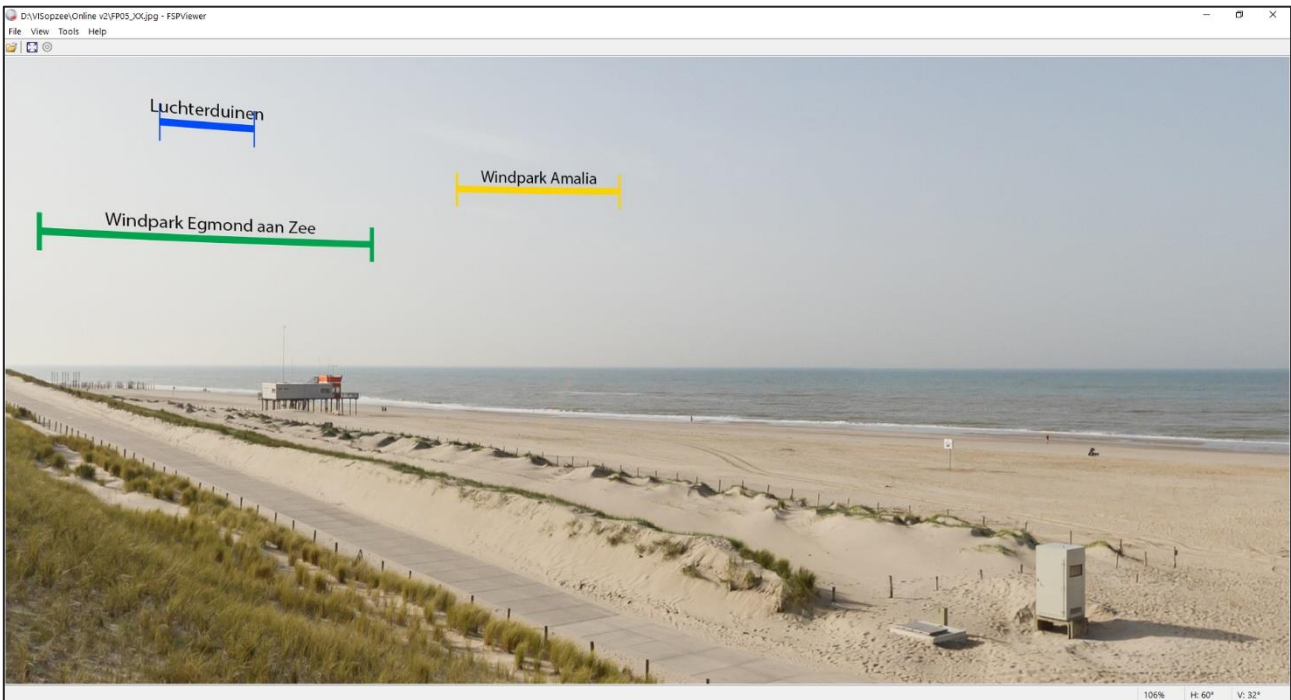 D:\VISopzee\Online v2\FP05_XX.jpg - FSPViewer
File View Tools Help
Luchterduinen
Windpark Amalia
Windpark Egmond aan Zee
106% H: 60° V: 32°